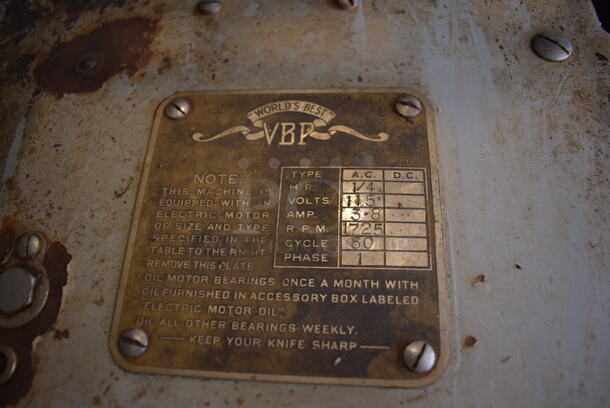 "WORLD'S BEST"
VBP
NOTE
THIS MACHINE IS
EQUIPPED WITH AN
ELECTRIC MOTOR
OF SIZE AND TYPE
SPECIFIED IN THE
TABLE TO THE RIGHT
REMOVE THIS PLATE
TYPE A.C. D.C.
H.P. 1/4
VOLTS 115
AMP. 3.8
R.P.M. 1725
CYCLE 60
PHASE 1
OIL MOTOR BEARINGS ONCE A MONTH WITH
OIL FURNISHED IN ACCESSORY BOX LABELED
"ELECTRIC MOTOR OIL"
OIL ALL OTHER BEARINGS WEEKLY.
— KEEP YOUR KNIFE SHARP —